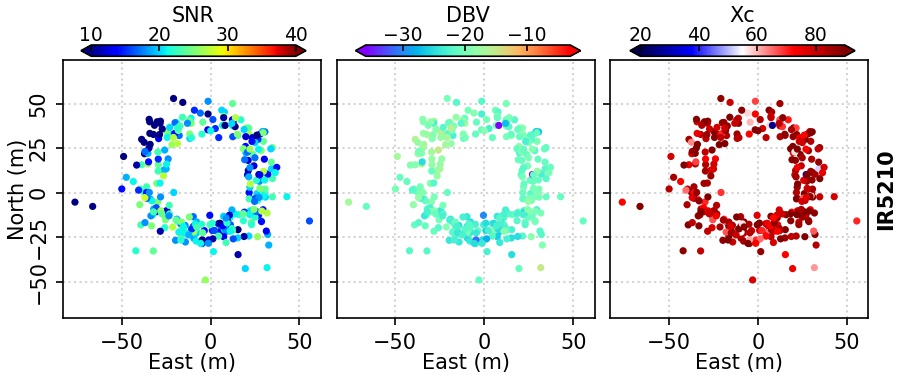 SNR DBV Xc
10 20 30 40 −30 −20 −10 20 40 60 80
50
25
0
−25
−50
North (m)
−50 0 50 −50 0 50 −50 0 50
East (m) East (m) East (m)
IR5210